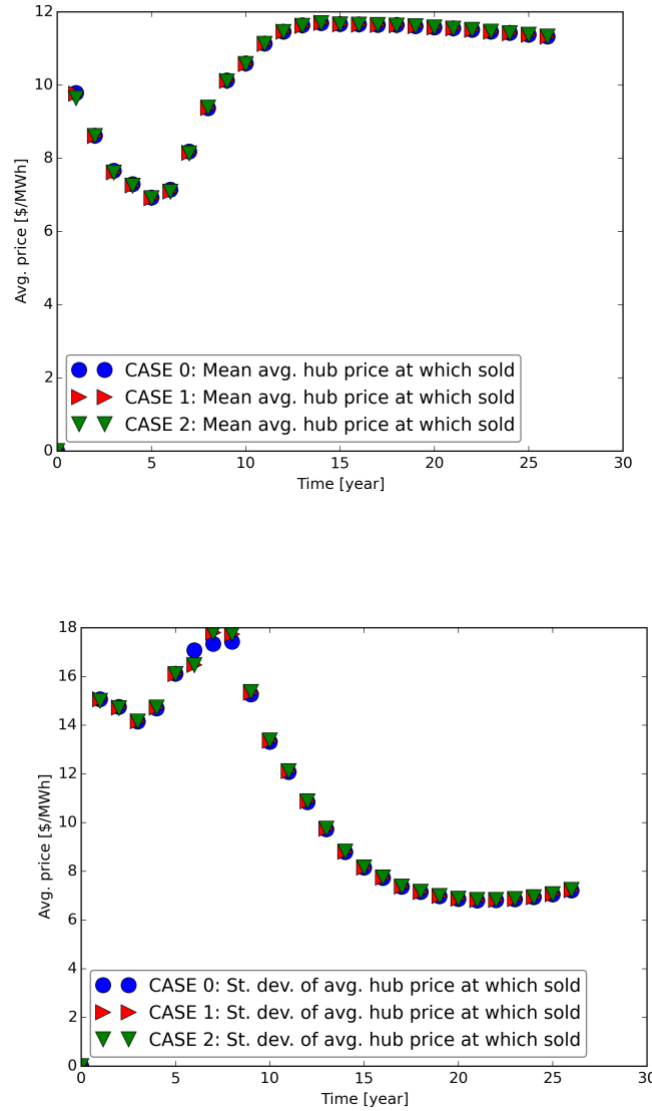 12
10
8
6
4
2
0
Avg. price [$/MWh]
CASE 0: Mean avg. hub price at which sold
CASE 1: Mean avg. hub price at which sold
CASE 2: Mean avg. hub price at which sold
0 5 10 15 20 25 30
Time [year]
18
16
14
12
10
8
6
4
2
0
Avg. price [$/MWh]
CASE 0: St. dev. of avg. hub price at which sold
CASE 1: St. dev. of avg. hub price at which sold
CASE 2: St. dev. of avg. hub price at which sold
0 5 10 15 20 25 30
Time [year]